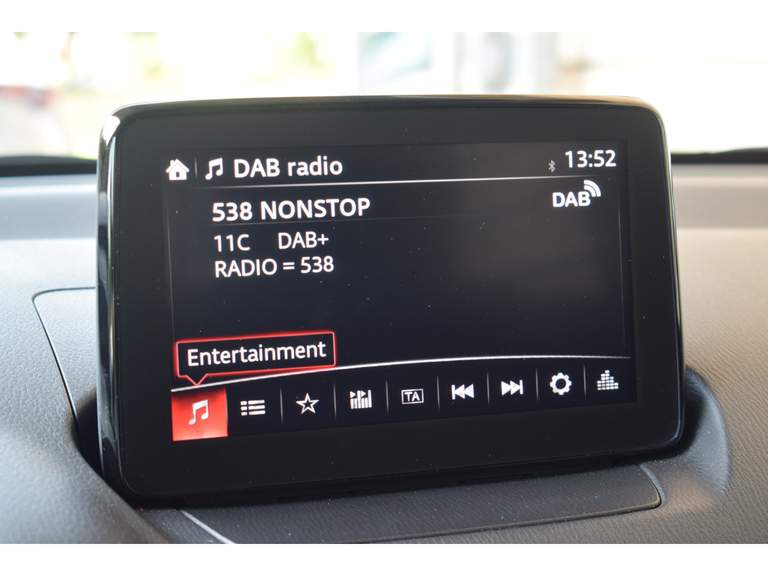 DAB radio
13:52
538 NONSTOP
DAB
11C DAB+
RADIO = 538
Entertainment
TA